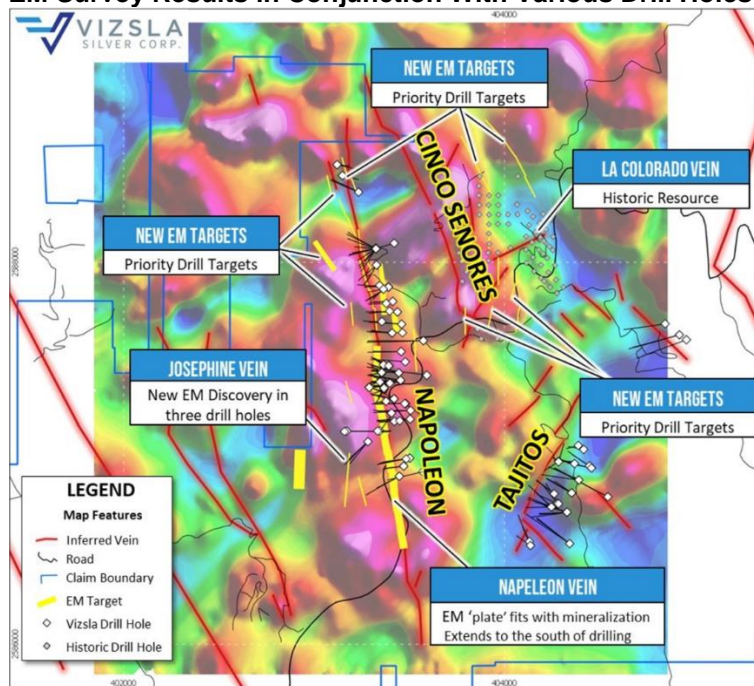 EM Survey Results in Conjunction With Various Drill Holes
VIZSLA
SILVER CORP.
404000
NEW EM TARGETS
Priority Drill Targets
LA COLORADO VEIN
Historic Resource
CINCO SENORES
NEW EM TARGETS
Priority Drill Targets
2588000
2588000
JOSEPHINE VEIN
New EM Discovery in
three drill holes
NAPOLEON
NEW EM TARGETS
Priority Drill Targets
TAJITOS
LEGEND
Map Features
Inferred Vein
Road
Claim Boundary
EM Target
Vizsla Drill Hole
Historic Drill Hole
NAPELEON VEIN
EM ‘plate’ fits with mineralization
Extends to the south of drilling
2586000
2586000
402000
404000